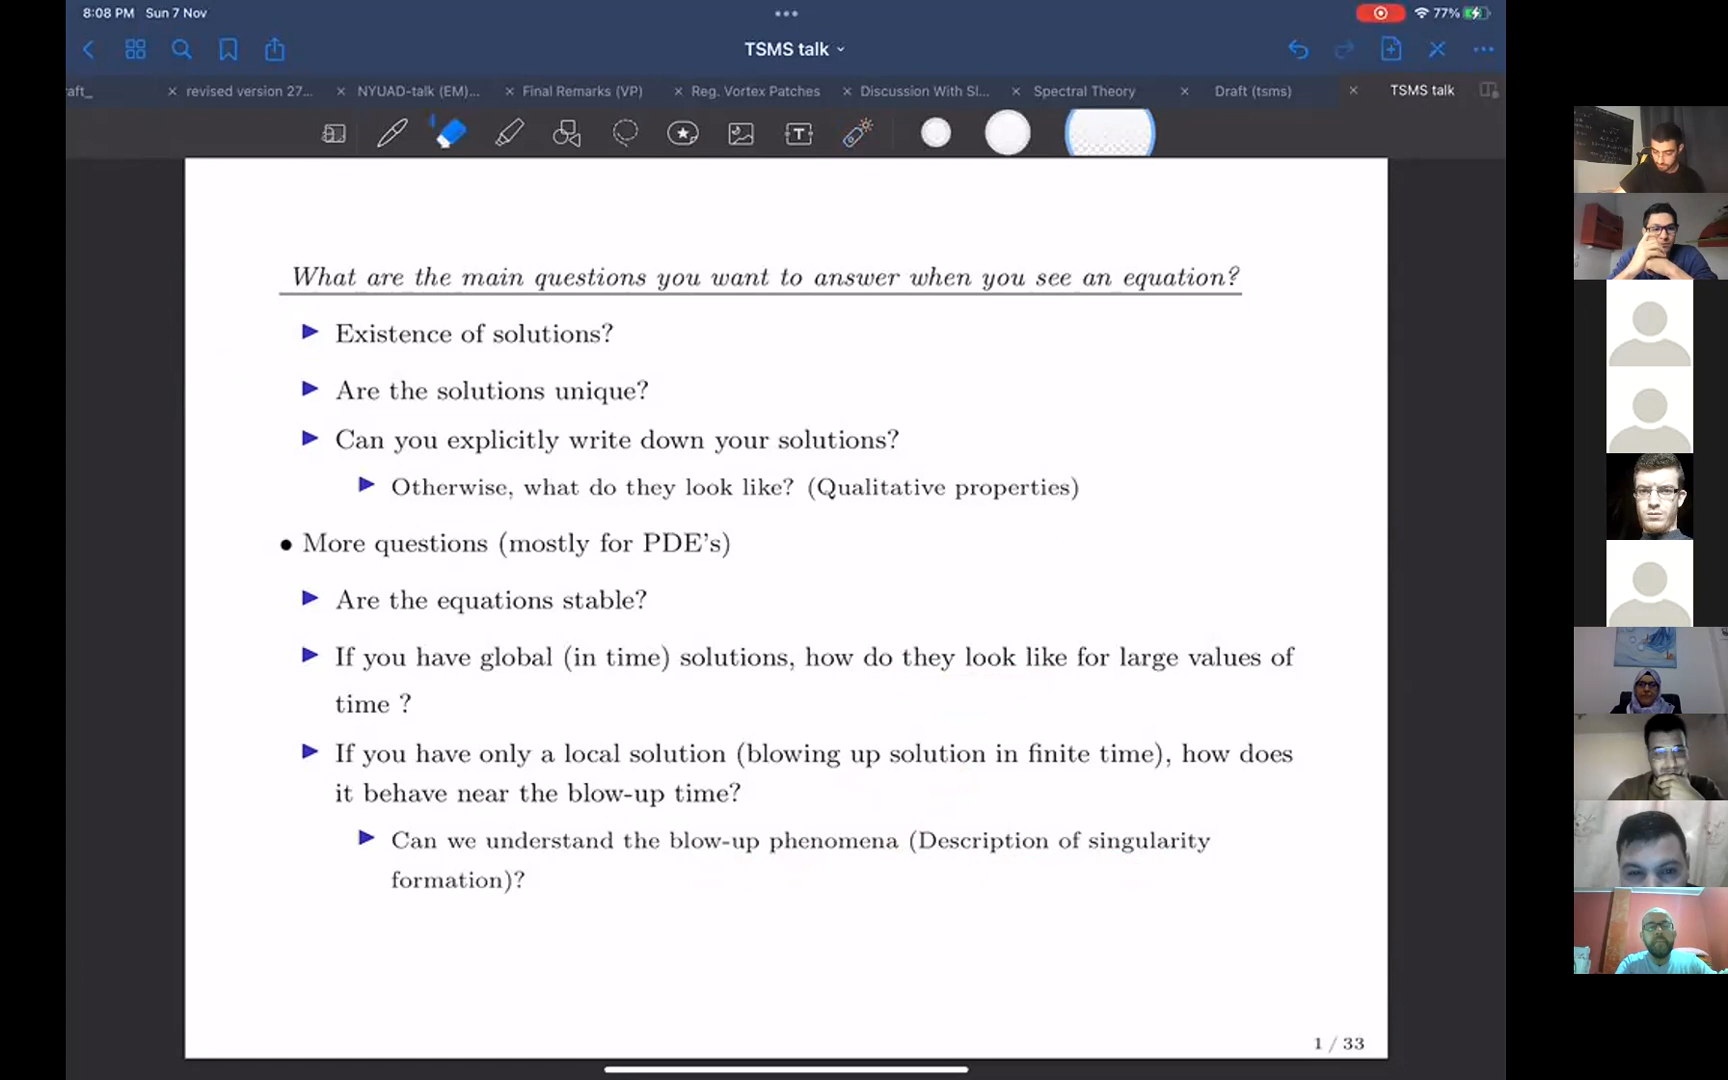 8:08 PM Sun 7 Nov
77%
TSMS talk
aft_
revised version 27...
NYUAD-talk (EM)...
Final Remarks (VP)
Reg. Vortex Patches
Discussion With Sl...
Spectral Theory
Draft (tsms)
TSMS talk
What are the main questions you want to answer when you see an equation?
Existence of solutions?
Are the solutions unique?
Can you explicitly write down your solutions?
Otherwise, what do they look like? (Qualitative properties)
• More questions (mostly for PDE's)
Are the equations stable?
If you have global (in time) solutions, how do they look like for large values of
time ?
If you have only a local solution (blowing up solution in finite time), how does
it behave near the blow-up time?
Can we understand the blow-up phenomena (Description of singularity
formation)?
1 / 33